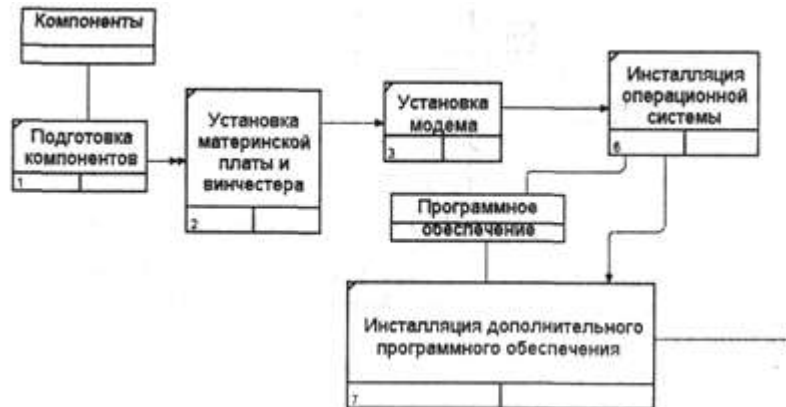 Компоненты
Подготовка
компонентов
1
Установка
материнской
платы и
винчестера
2
Установка
модема
3
Инсталляция
операционной
системы
6
Программное
обеспечение
Инсталляция дополнительного
программного обеспечения
7